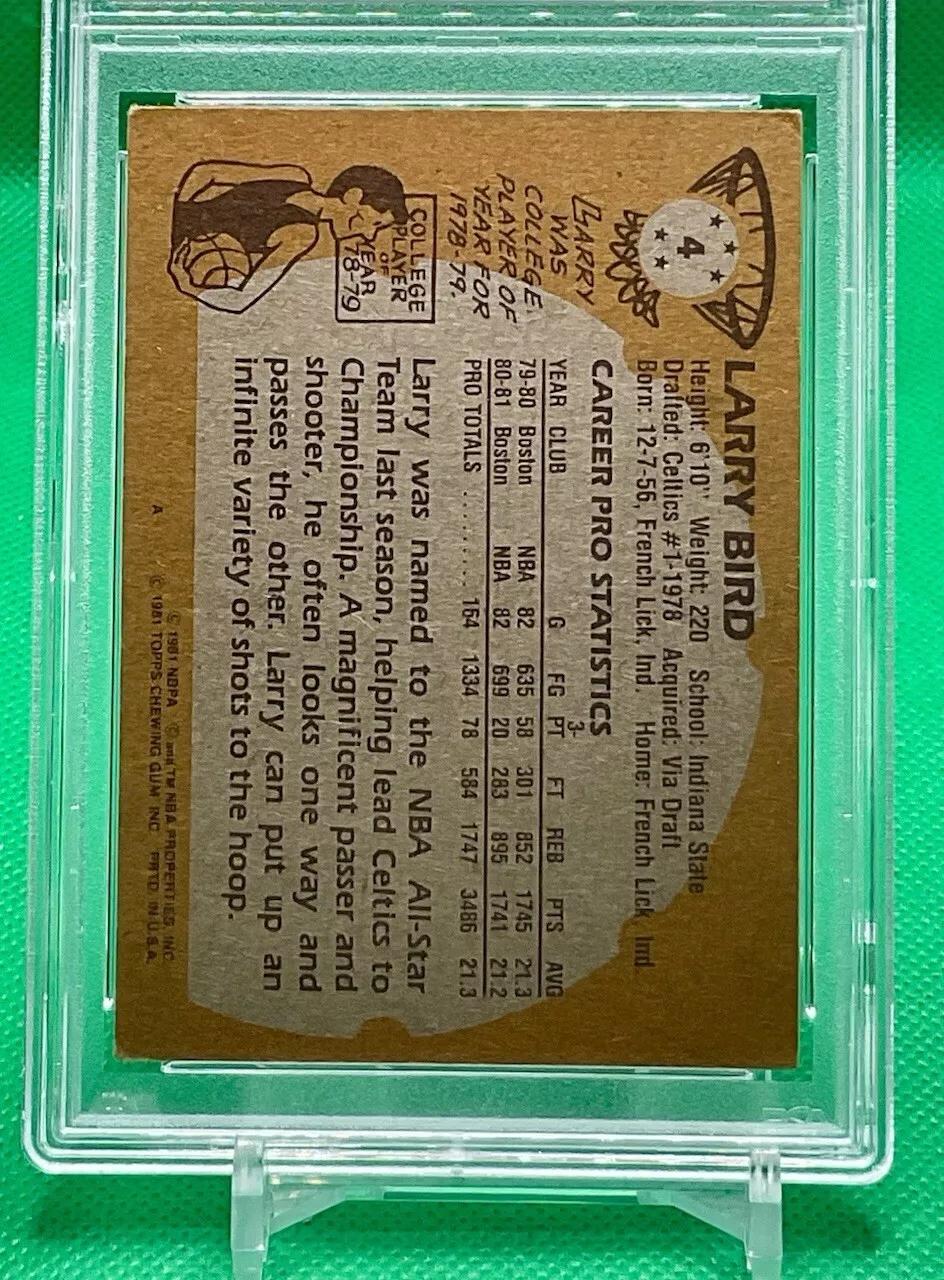 4
LARRY BIRD
Height: 6'10" Weight: 220 School: Indiana State
Drafted: Celtics #1-1978 Acquired: Via Draft
Born: 12-7-56, French Lick, Ind. Home: French Lick, Ind.
CAREER PRO STATISTICS
YEAR CLUB G FG 3-PT FT REB PTS AVG
79-80 Boston NBA 82 635 58 301 852 1745 21.3
80-81 Boston NBA 82 699 20 283 895 1741 21.2
PRO TOTALS .......... 164 1334 78 584 1747 3486 21.3
Larry was named to the NBA All-Star
Team last season, helping lead Celtics to
Championship. A magnificent passer and
shooter, he often looks one way and
passes the other. Larry can put up an
infinite variety of shots to the hoop.
LARRY
WAS
COLLEGE
PLAYER OF
YEAR FOR
1978-79.
COLLEGE
PLAYER
OF
YEAR
78-79
© 1981 NBPA © and TM NBA PROPERTIES, INC.
A © 1981 TOPPS CHEWING GUM INC. PRTD. IN U.S.A.